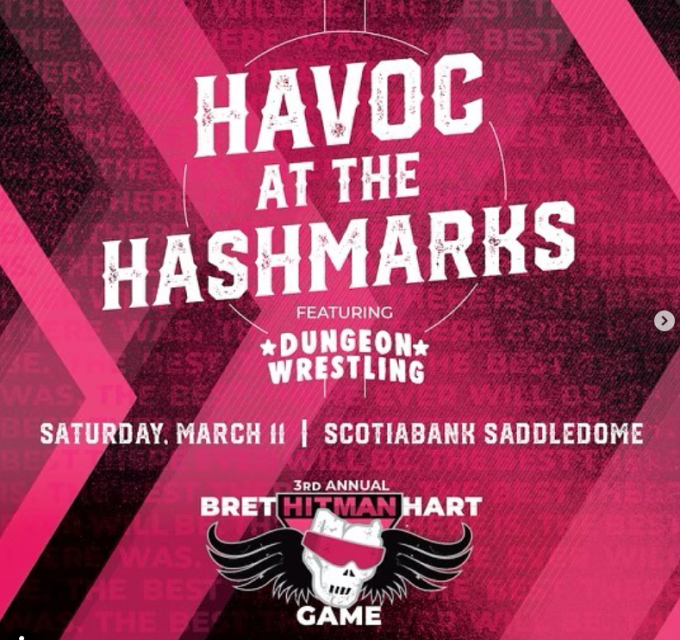 HAVOC
AT THE
HASHMARKS
FEATURING
★DUNGEON★
WRESTLING
SATURDAY, MARCH 11 | SCOTIABANK SADDLEDOME
3RD ANNUAL
BRET HITMAN HART
GAME